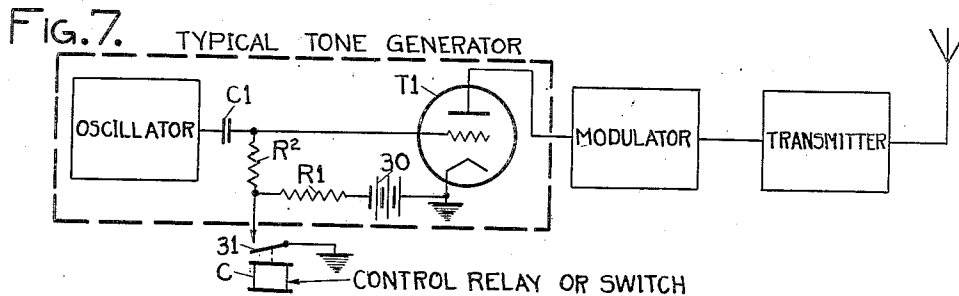 FIG.7.
TYPICAL TONE GENERATOR
T1
C1
OSCILLATOR
R²
R1
30
MODULATOR
TRANSMITTER
31
C
CONTROL RELAY OR SWITCH